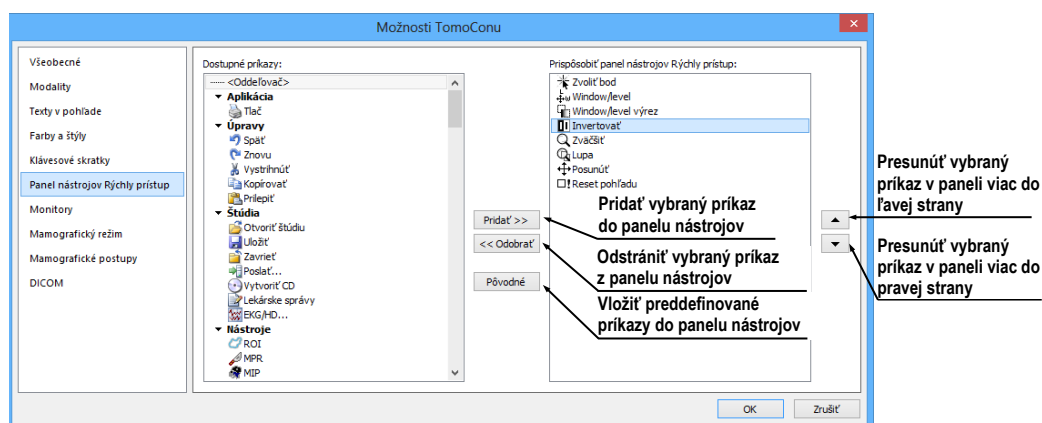 Možnosti TomoConu
Všeobecné
Modality
Texty v pohľade
Farby a štýly
Klávesové skratky
Panel nástrojov Rýchly prístup
Monitory
Mamografický režim
Mamografické postupy
DICOM
Dostupné príkazy:
----- <Oddeľovač>
Aplikácia
Tlač
Úpravy
Späť
Znovu
Vystrihnúť
Kopírovať
Prilepiť
Štúdia
Otvoriť štúdiu
Uložiť
Zavrieť
Poslať...
Vytvoriť CD
Lekárske správy
EKG/HD...
Nástroje
ROI
MPR
MIP
Pridať >>
<< Odobrať
Pôvodné
Prispôsobiť panel nástrojov Rýchly prístup:
Zvoliť bod
Window/level
Window/level výrez
Invertovať
Zväčšiť
Lupa
Posunúť
Reset pohľadu
Pridať vybraný príkaz
do panelu nástrojov
Odstrániť vybraný príkaz
z panelu nástrojov
Vložiť preddefinované
príkazy do panelu nástrojov
Presunúť vybraný
príkaz v paneli viac do
ľavej strany
Presunúť vybraný
príkaz v paneli viac do
pravej strany
OK
Zrušiť